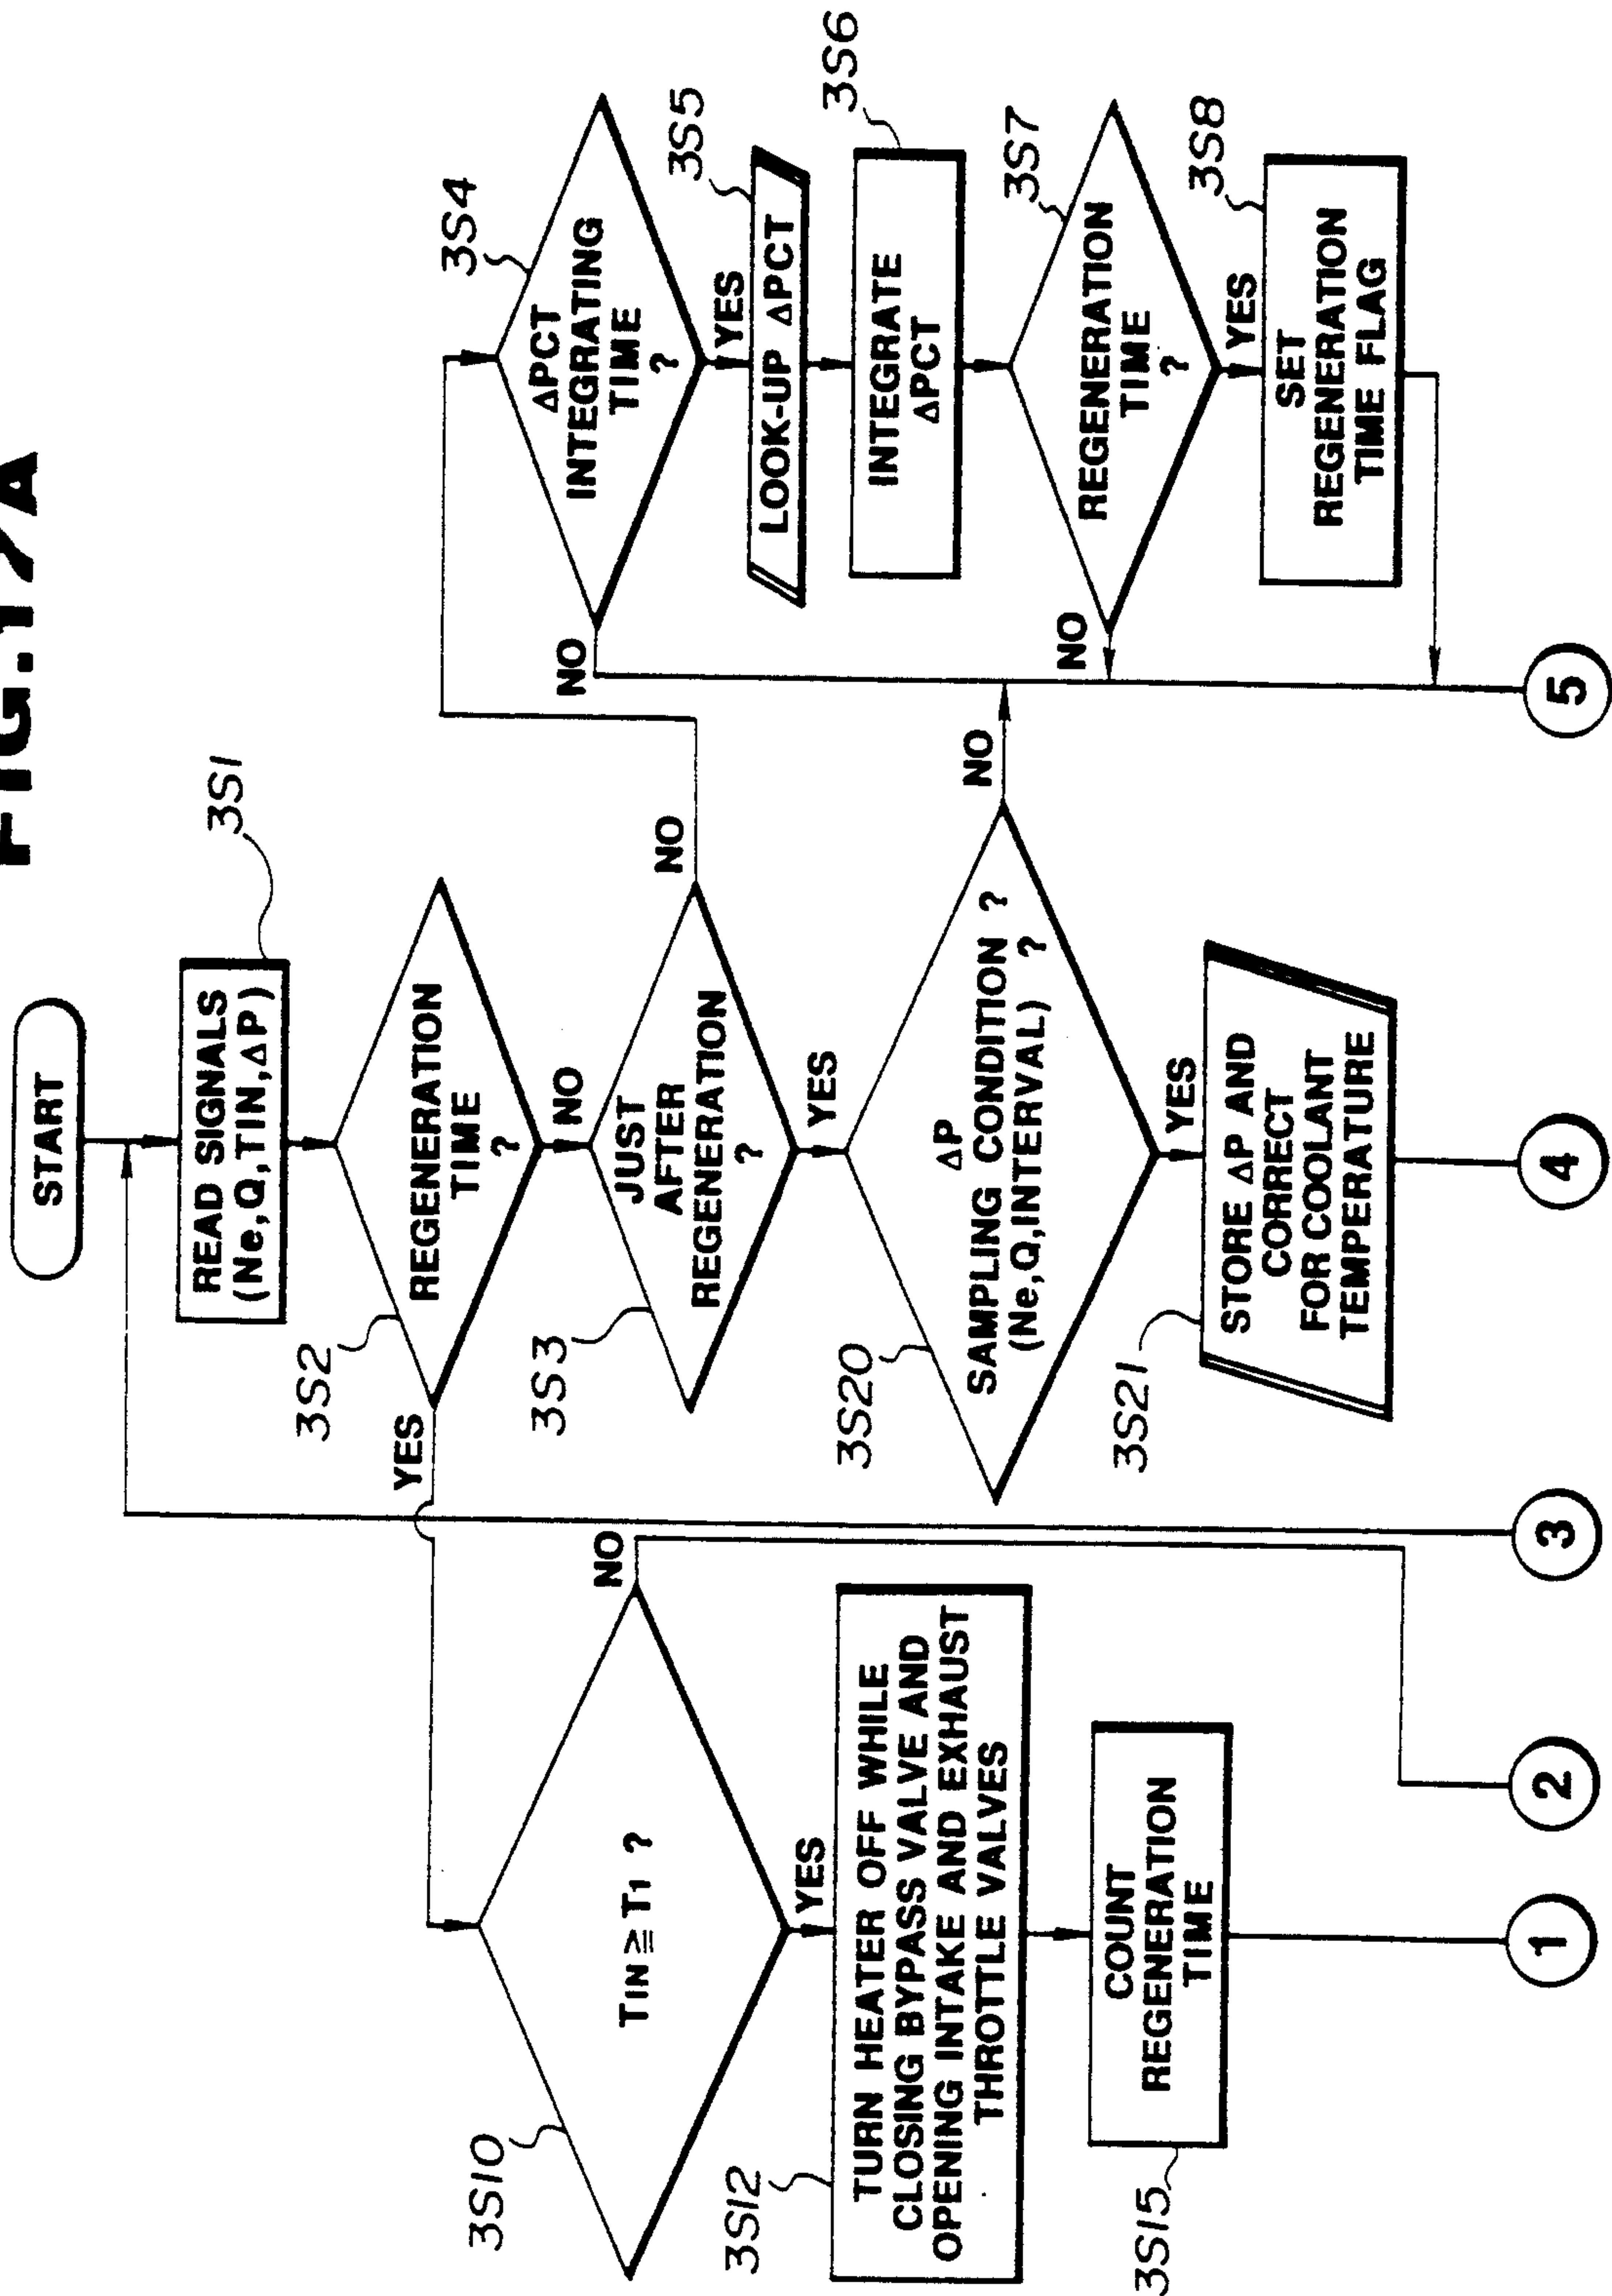 FIG.17A
START
READ SIGNALS
(Ne,Q,TIN,ΔP)
3S1
REGENERATION
TIME
?
3S2
YES
NO
JUST
AFTER
REGENERATION
?
3S3
NO
YES
ΔP
SAMPLING CONDITION ?
(Ne,Q,INTERVAL) ?
3S20
NO
YES
STORE ΔP AND
CORRECT
FOR COOLANT
TEMPERATURE
3S21
4
ΔPCT
INTEGRATING
TIME
?
3S4
NO
YES
LOOK-UP ΔPCT
3S5
INTEGRATE
ΔPCT
3S6
REGENERATION
TIME
?
3S7
NO
YES
SET
REGENERATION
TIME FLAG
3S8
5
TIN ≧ T1 ?
3S10
NO
YES
TURN HEATER OFF WHILE
CLOSING BYPASS VALVE AND
OPENING INTAKE AND EXHAUST
THROTTLE VALVES
3S12
COUNT
REGENERATION
TIME
3S15
1
2
3